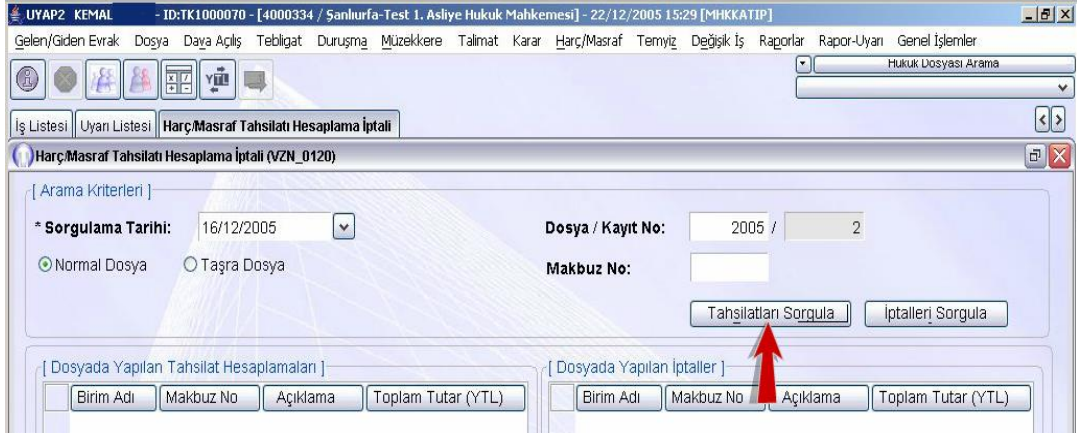 UYAP2 KEMAL - ID:TK1000070 - [4000334 / Şanlıurfa-Test 1. Asliye Hukuk Mahkemesi] - 22/12/2005 15:29 [MHKKATIP]
Gelen/Giden Evrak Dosya Dava Açılış Tebligat Duruşma Müzekkere Talimat Karar Harç/Masraf Temyiz Değişik İş Raporlar Rapor-Uyarı Genel İşlemler
Hukuk Dosyası Arama
YTL
İş Listesi Uyarı Listesi Harç/Masraf Tahsilatı Hesaplama İptali
Harç/Masraf Tahsilatı Hesaplama İptali (VZN_0120)
[ Arama Kriterleri ]
* Sorgulama Tarihi: 16/12/2005 Dosya / Kayıt No: 2005 / 2
Normal Dosya Taşra Dosya Makbuz No:
Tahsilatları Sorgula İptalleri Sorgula
[ Dosyada Yapılan Tahsilat Hesaplamaları ] [ Dosyada Yapılan İptaller ]
Birim Adı Makbuz No Açıklama Toplam Tutar (YTL) Birim Adı Makbuz No Açıklama Toplam Tutar (YTL)